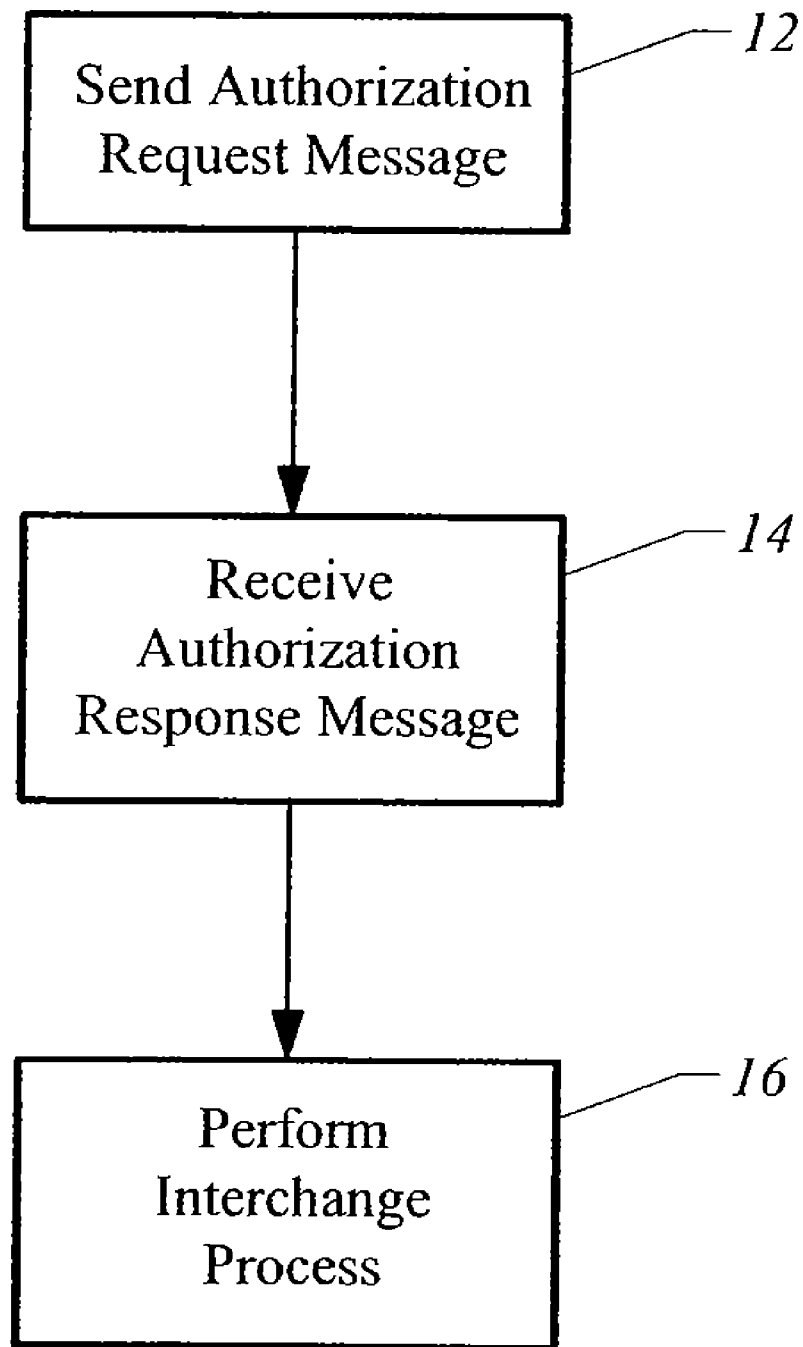 12
Send Authorization
Request Message
14
Receive
Authorization
Response Message
16
Perform
Interchange
Process